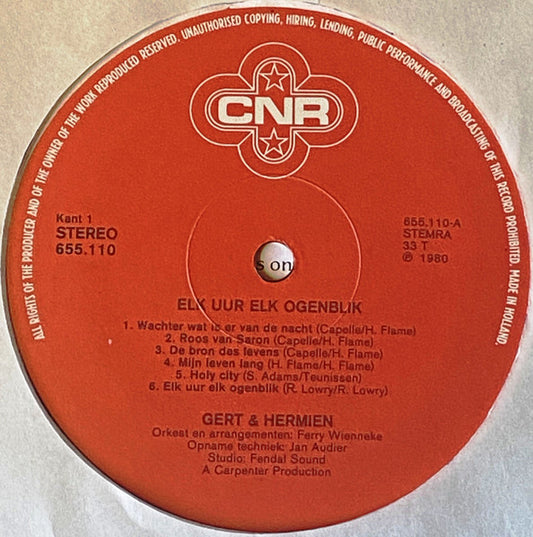 ALL RIGHTS OF THE PRODUCER AND OF THE OWNER OF THE WORK REPRODUCED RESERVED. UNAUTHORISED COPYING, HIRING, LENDING, PUBLIC PERFORMANCE AND BROADCASTING OF THIS RECORD PROHIBITED. MADE IN HOLLAND.
CNR
Kant 1
STEREO
655.110
655.110-A
STEMRA
33 T
℗ 1980
s on
ELK UUR ELK OGENBLIK
1. Wachter wat is er van de nacht (Capelle/H. Flame)
2. Roos van Saron (Capelle/H. Flame)
3. De bron des levens (Capelle/H. Flame)
4. Mijn leven lang (H. Flame/H. Flame)
5. Holy city (S. Adams/Teunissen)
6. Elk uur elk ogenblik (R. Lowry/R. Lowry)
GERT & HERMIEN
Orkest en arrangementen: Ferry Wienneke
Opname techniek: Jan Audier
Studio: Fendal Sound
A Carpenter Production